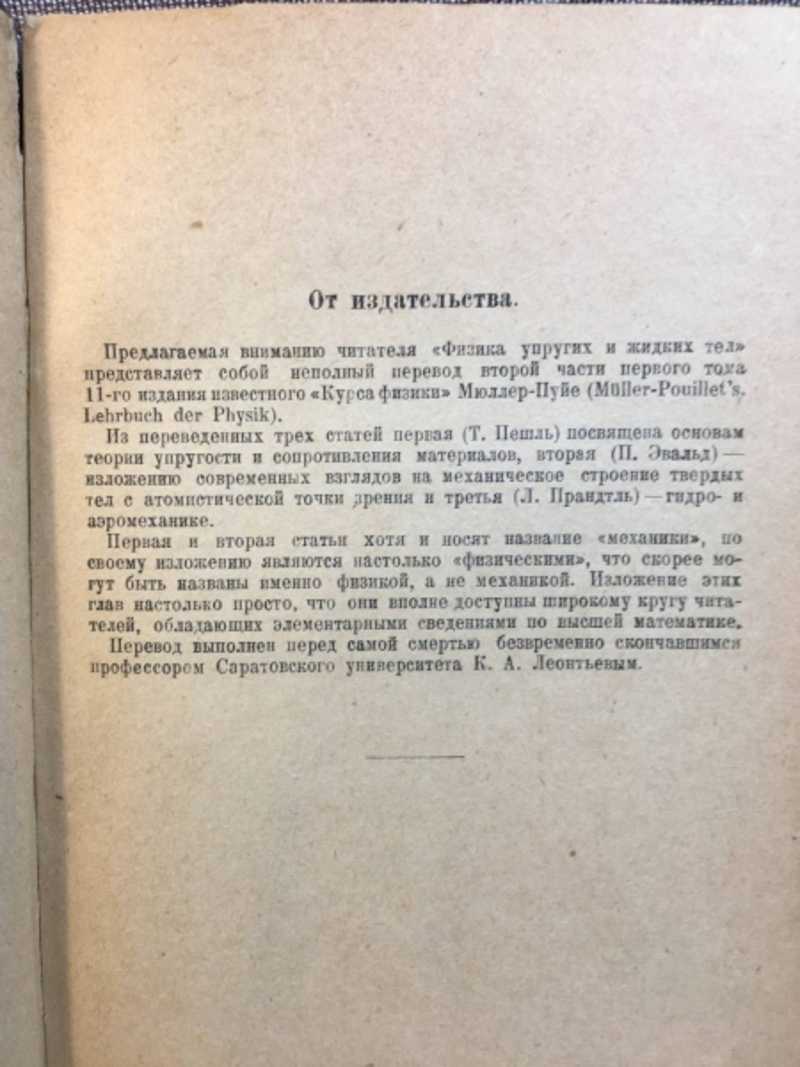 От издательства.
Предлагаемая вниманию читателя «Физика упругих и жидких тел»
представляет собой неполный перевод второй части первого тома
11-го издания известного «Курса физики» Мюллер-Пуйе (Müller-Pouillet's.
Lehrbuch der Physik).
Из переведенных трех статей первая (Т. Пешль) посвящена основам
теории упругости и сопротивления материалов, вторая (П. Эвальд) —
изложению современных взглядов на механическое строение твердых
тел с атомистической точки зрения и третья (Л. Прандтль) — гидро- и
аэромеханике.
Первая и вторая статьи хотя и носят название «механики», по
своему изложению являются настолько «физическими», что скорее мо-
гут быть названы именно физикой, а не механикой. Изложение этих
глав настолько просто, что они вполне доступны широкому кругу чита-
телей, обладающих элементарными сведениями по высшей математике.
Перевод выполнен перед самой смертью безвременно скончавшимся
профессором Саратовского университета К. А. Леонтьевым.